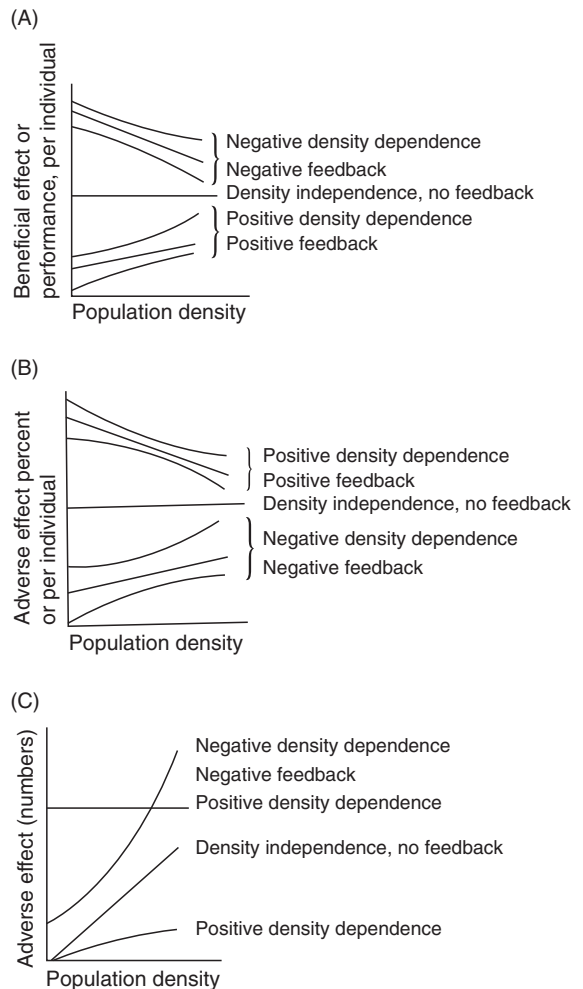 (A)
Beneficial effect or
performance, per individual
Negative density dependence
Negative feedback
Density independence, no feedback
Positive density dependence
Positive feedback
Population density
(B)
Adverse effect percent
or per individual
Positive density dependence
Positive feedback
Density independence, no feedback
Negative density dependence
Negative feedback
Population density
(C)
Adverse effect (numbers)
Negative density dependence
Negative feedback
Positive density dependence
Density independence, no feedback
Positive density dependence
Population density